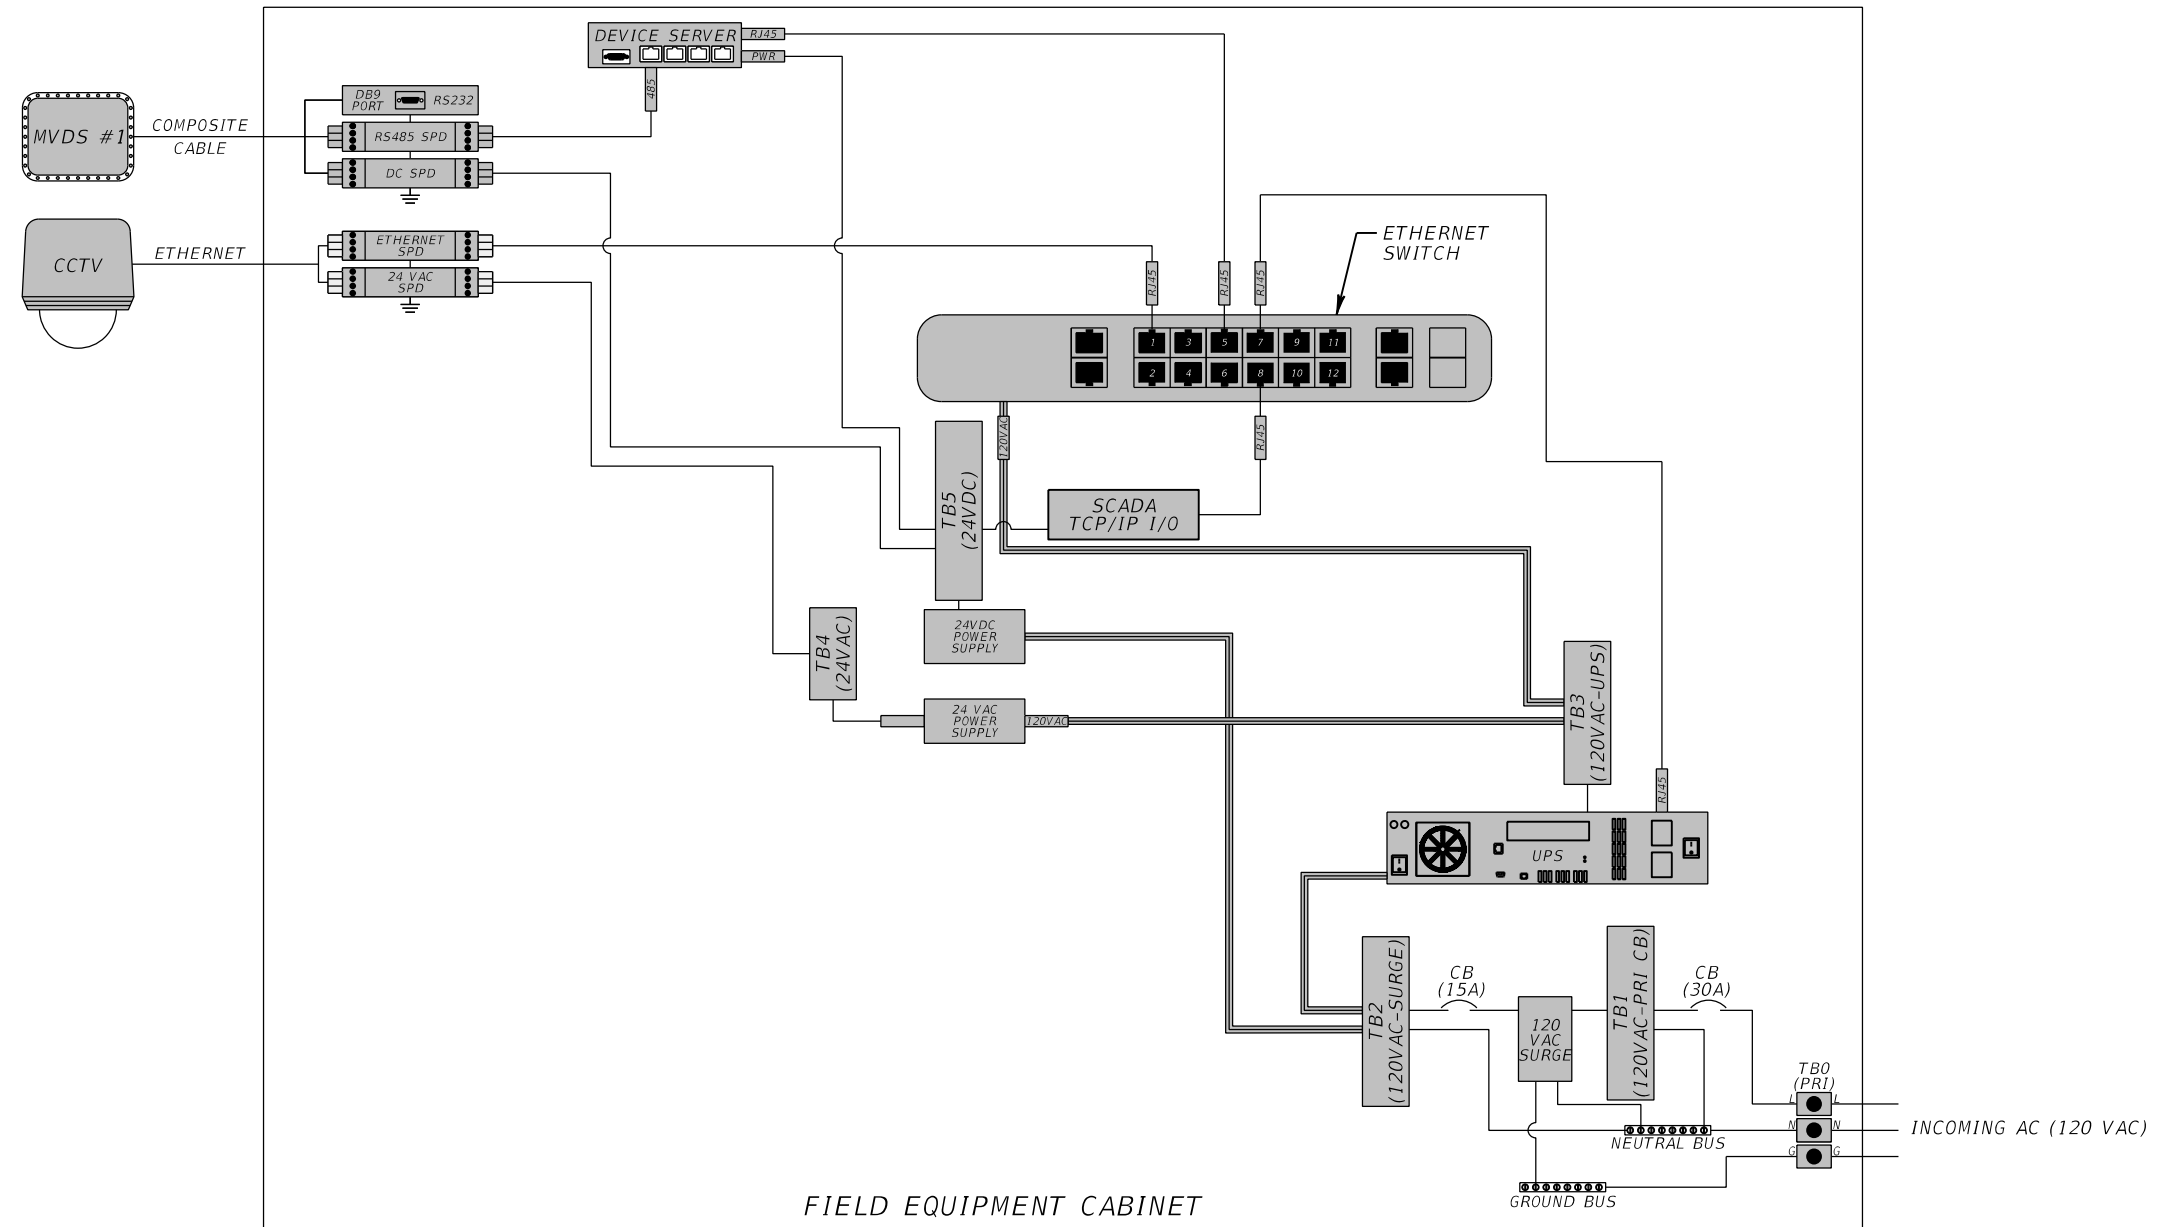 DEVICE SERVER
RJ45
PWR
485
DB9
PORT
RS232
MVDS #1
COMPOSITE
CABLE
RS485 SPD
DC SPD
CCTV
ETHERNET
ETHERNET
SPD
24 VAC
SPD
ETHERNET
SWITCH
RJ45
RJ45
RJ45
1
3
5
7
9
11
2
4
6
8
10
12
120VAC
RJ45
TB5
(24VDC)
SCADA
TCP/IP I/O
24VDC
POWER
SUPPLY
TB4
(24VAC)
24 VAC
POWER
SUPPLY
120VAC
TB3
(120VAC-UPS)
RJ45
UPS
TB2
(120VAC-SURGE)
CB
(15A)
120
VAC
SURGE
TB1
(120VAC-PRI CB)
CB
(30A)
TB0
(PRI)
L
L
N
N
G
G
INCOMING AC (120 VAC)
NEUTRAL BUS
GROUND BUS
FIELD EQUIPMENT CABINET